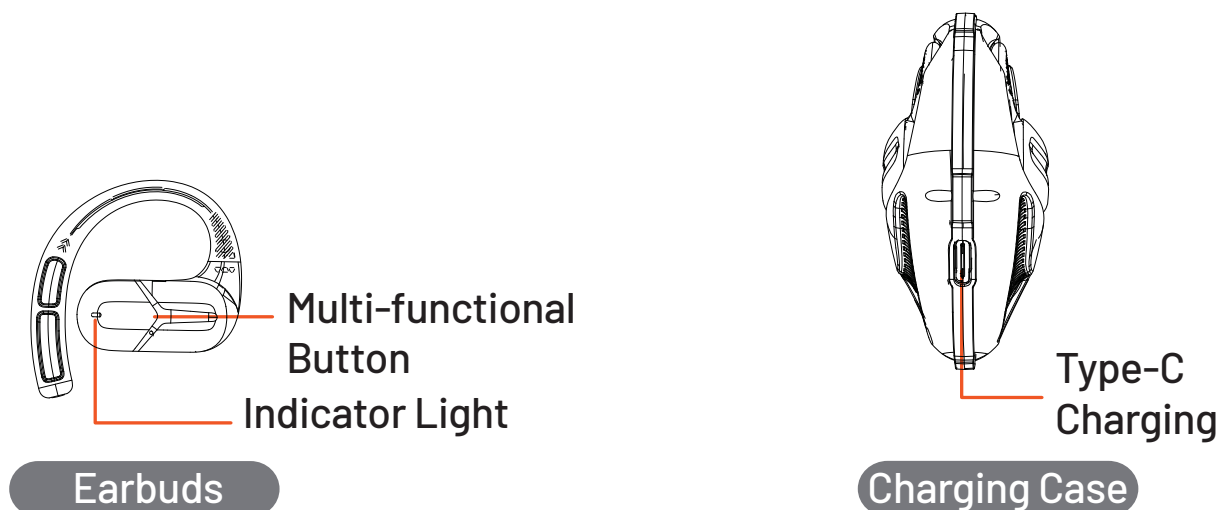 Multi-functional
Button
Indicator Light
Earbuds
Type-C
Charging
Charging Case